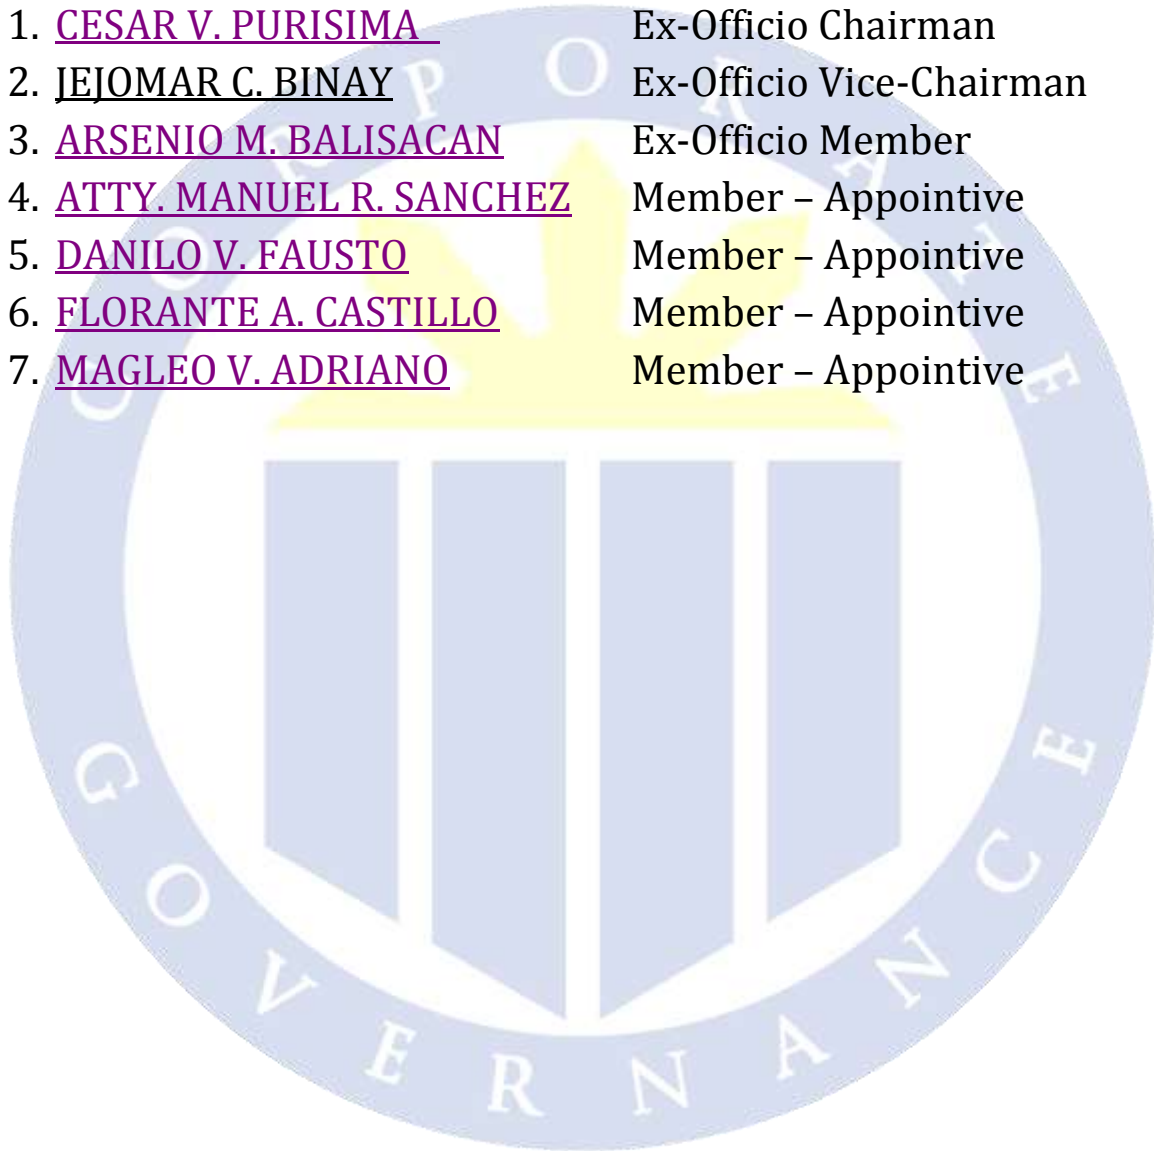 1. CESAR V. PURISIMA Ex-Officio Chairman
2. JEJOMAR C. BINAY Ex-Officio Vice-Chairman
3. ARSENIO M. BALISACAN Ex-Officio Member
4. ATTY. MANUEL R. SANCHEZ Member – Appointive
5. DANILO V. FAUSTO Member – Appointive
6. FLORANTE A. CASTILLO Member – Appointive
7. MAGLEO V. ADRIANO Member – Appointive
CORPORATE
GOVERNANCE